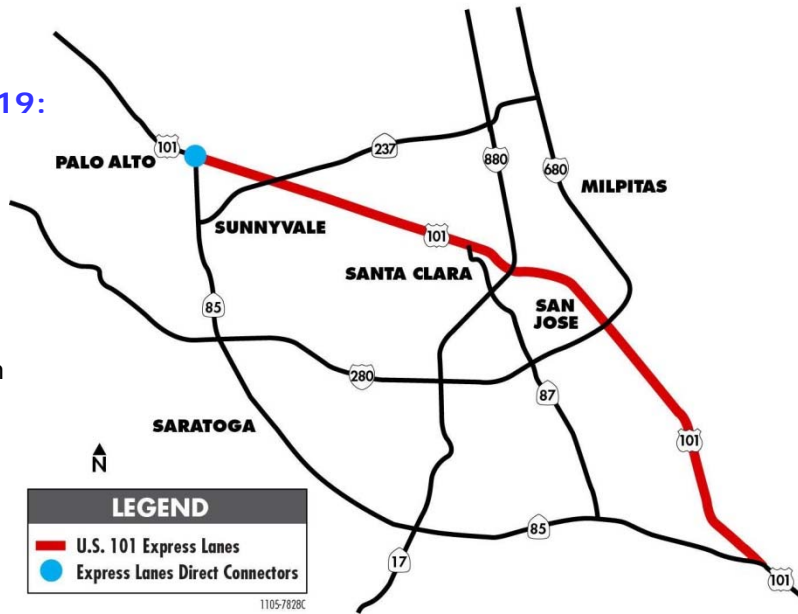 19:
101
PALO ALTO
237
880
680
MILPITAS
SUNNYVALE
101
SANTA CLARA
85
SAN
JOSE
280
87
SARATOGA
101
N
LEGEND
U.S. 101 Express Lanes
Express Lanes Direct Connectors
85
17
101
1105-7828C